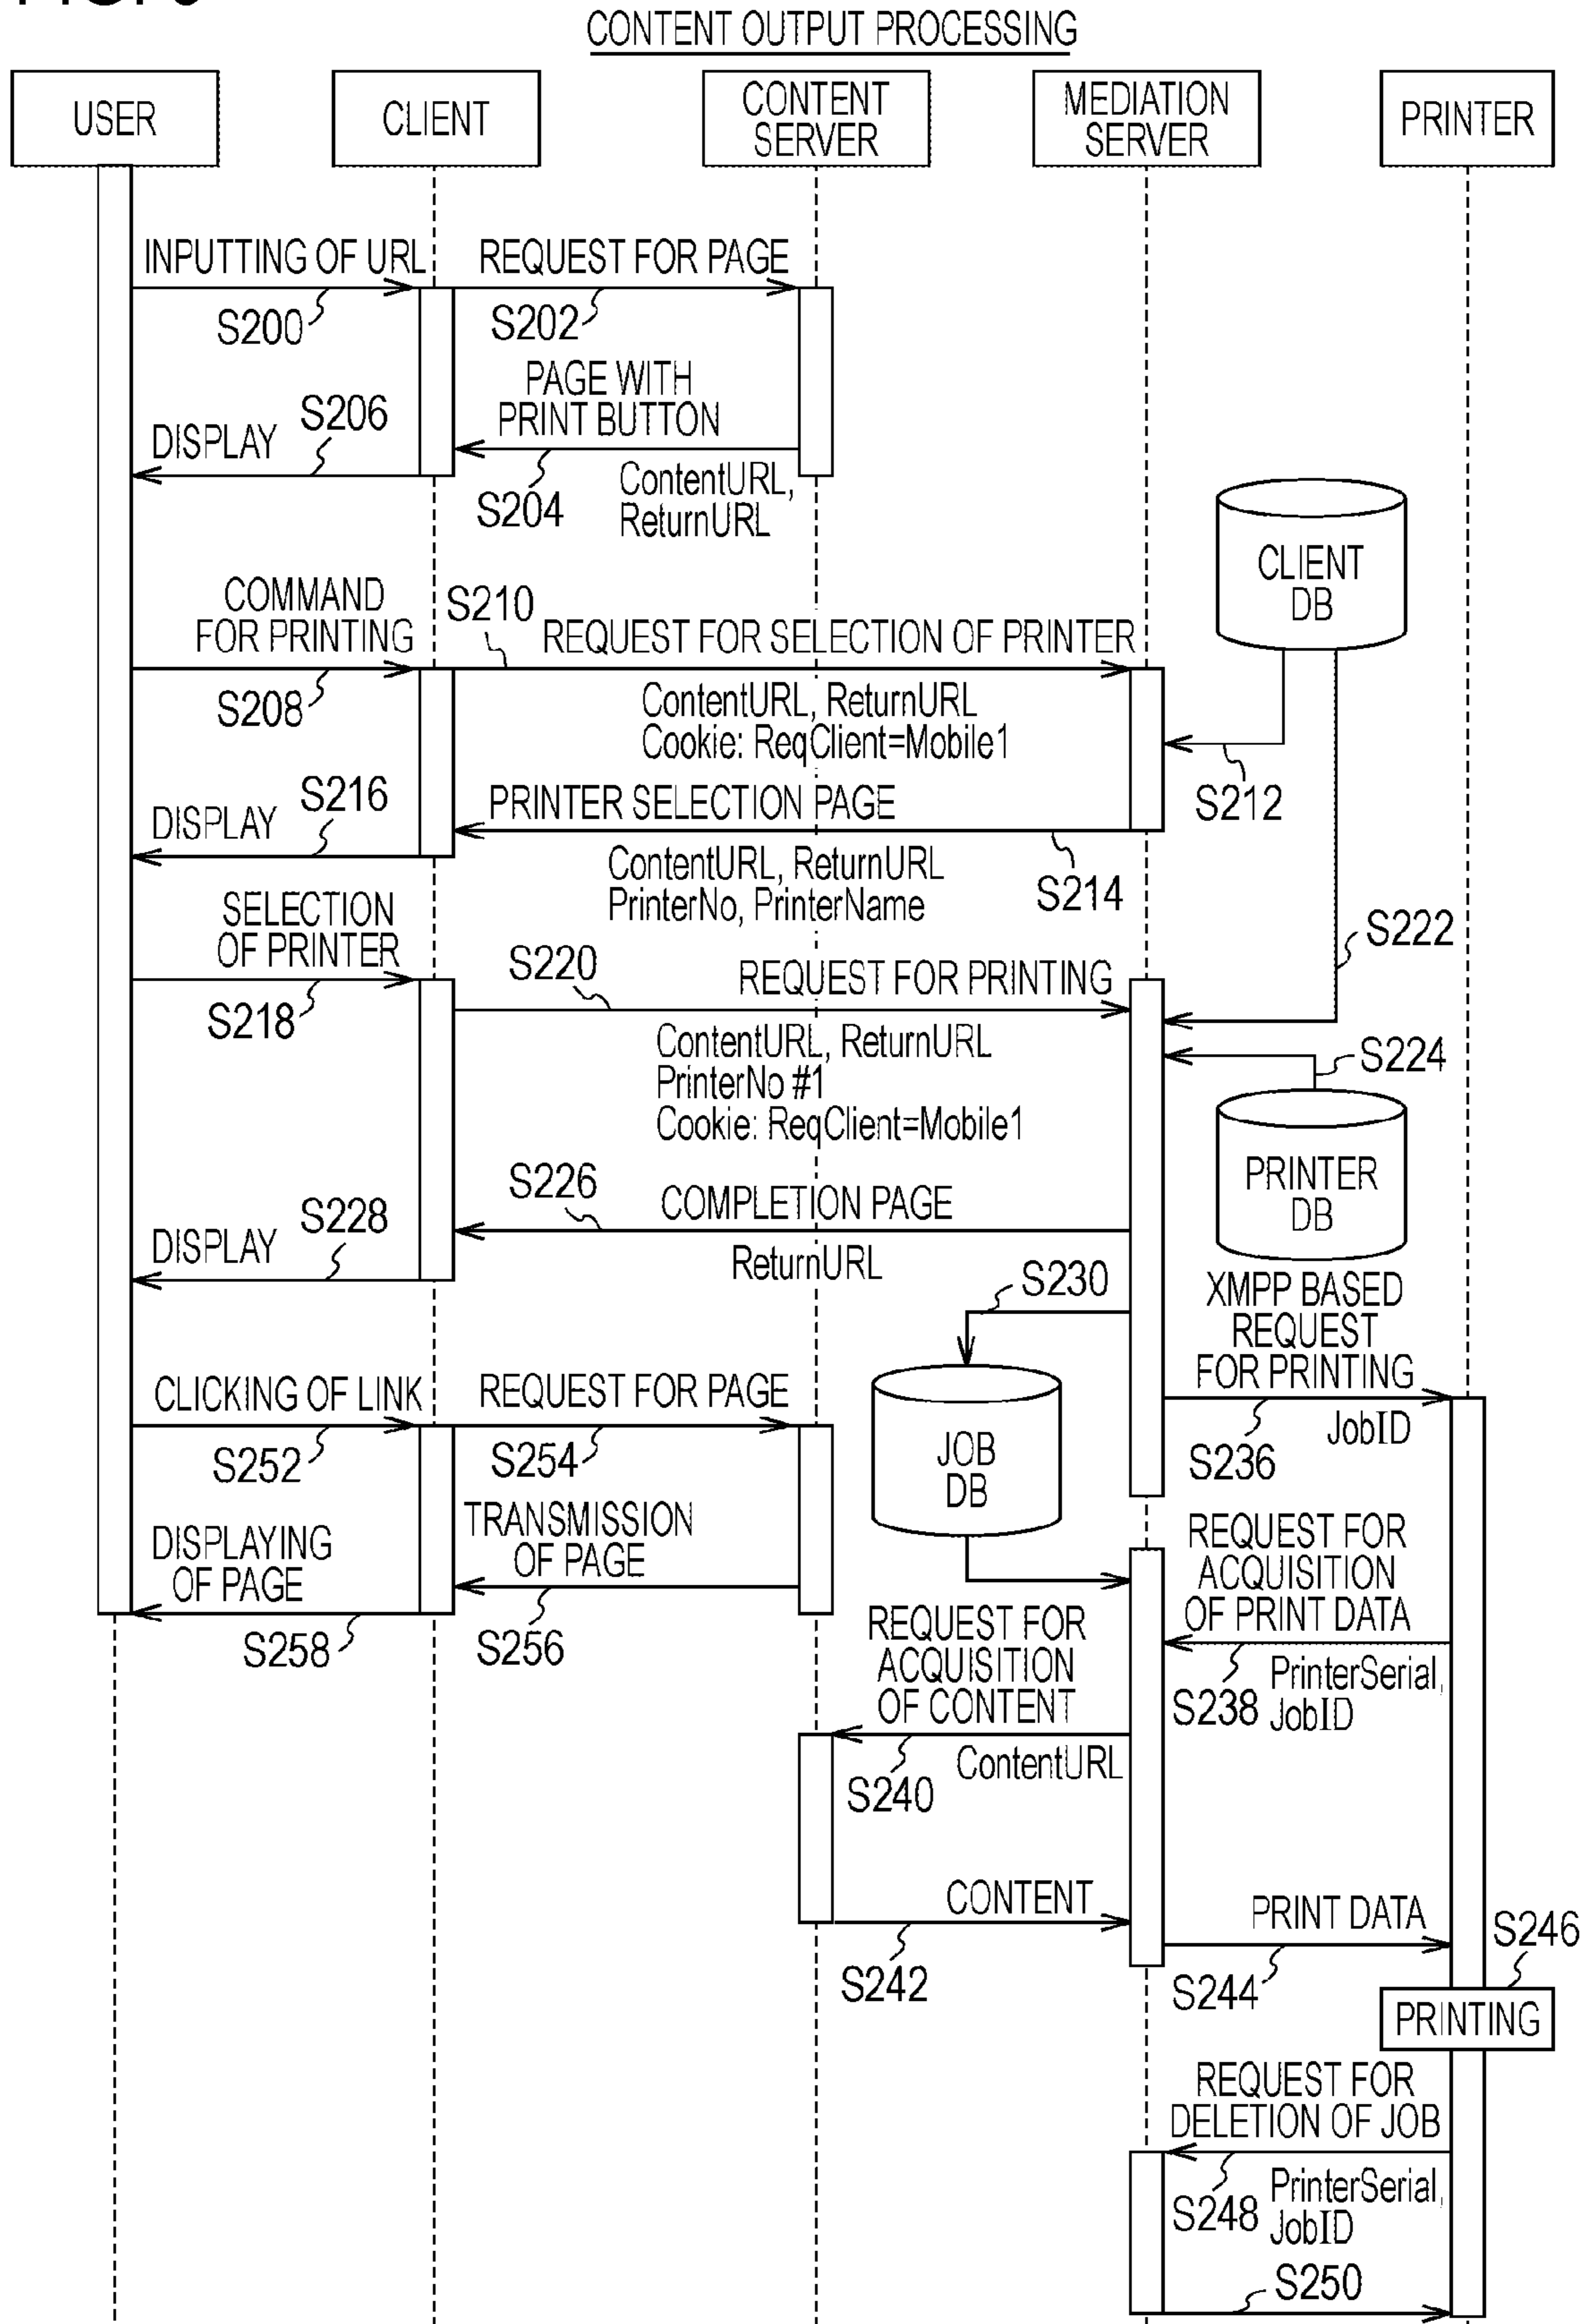 CONTENT OUTPUT PROCESSING
USER
CLIENT
CONTENT
SERVER
MEDIATION
SERVER
PRINTER
INPUTTING OF URL
REQUEST FOR PAGE
S200
S202
PAGE WITH
PRINT BUTTON
S206
DISPLAY
S204
ContentURL,
ReturnURL
CLIENT
DB
COMMAND
FOR PRINTING
S210
REQUEST FOR SELECTION OF PRINTER
S208
ContentURL, ReturnURL
Cookie: ReqClient=Mobile1
S212
S216
DISPLAY
PRINTER SELECTION PAGE
ContentURL, ReturnURL
PrinterNo, PrinterName
S214
SELECTION
OF PRINTER
S222
S220
REQUEST FOR PRINTING
S218
ContentURL, ReturnURL
PrinterNo #1
Cookie: ReqClient=Mobile1
S224
PRINTER
DB
S226
COMPLETION PAGE
S228
DISPLAY
ReturnURL
S230
XMPP BASED
REQUEST
FOR PRINTING
CLICKING OF LINK
REQUEST FOR PAGE
S252
S254
JOB
DB
S236
JobID
DISPLAYING
OF PAGE
TRANSMISSION
OF PAGE
REQUEST FOR
ACQUISITION
OF PRINT DATA
S258
S256
REQUEST FOR
ACQUISITION
OF CONTENT
S238
PrinterSerial,
JobID
S240
ContentURL
CONTENT
PRINT DATA
S246
S242
S244
PRINTING
REQUEST FOR
DELETION OF JOB
S248
PrinterSerial,
JobID
S250